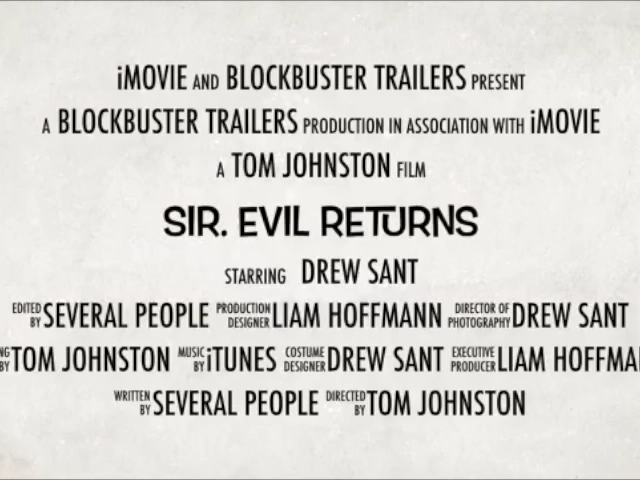 iMOVIE AND BLOCKBUSTER TRAILERS PRESENT
A BLOCKBUSTER TRAILERS PRODUCTION IN ASSOCIATION WITH iMOVIE
A TOM JOHNSTON FILM
SIR. EVIL RETURNS
STARRING DREW SANT
EDITED BY SEVERAL PEOPLE PRODUCTION DESIGNER LIAM HOFFMANN DIRECTOR OF PHOTOGRAPHY DREW SANT
BY TOM JOHNSTON MUSIC BY iTUNES COSTUME DESIGNER DREW SANT EXECUTIVE PRODUCER LIAM
WRITTEN BY SEVERAL PEOPLE DIRECTED BY TOM JOHNSTON